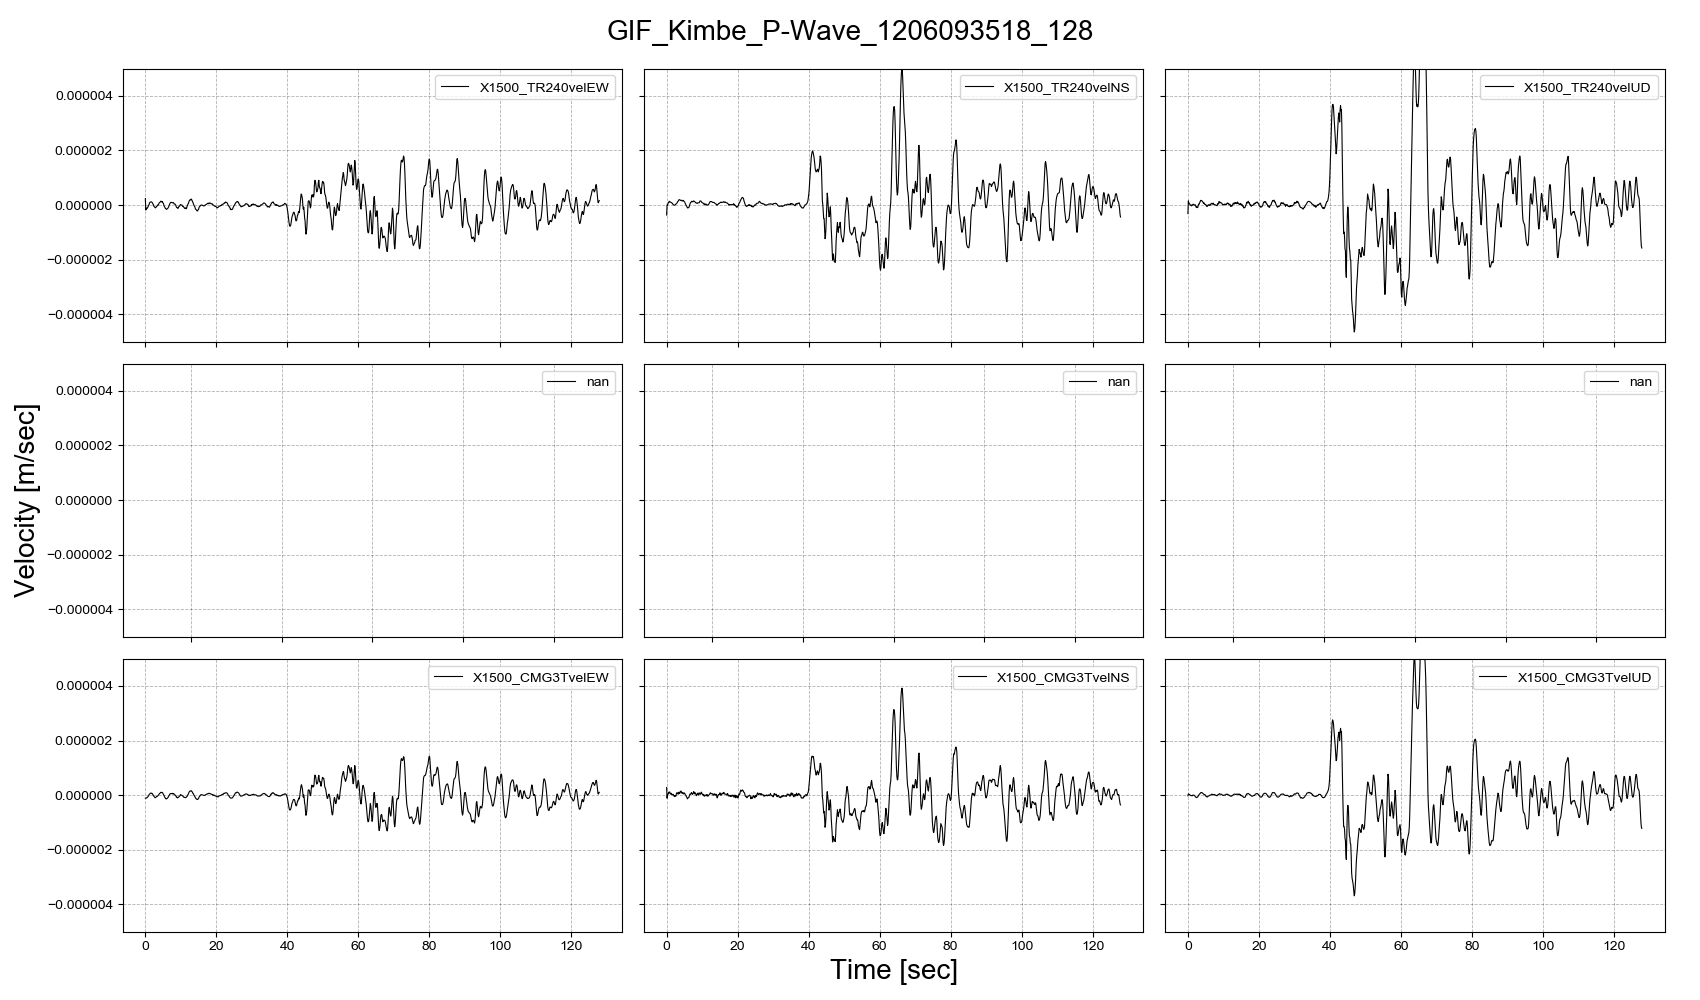 GIF_Kimbe_P-Wave_1206093518_128
X1500_TR240velEW
X1500_TR240velNS
X1500_TR240velUD
0.000004
0.000002
0.000000
−0.000002
−0.000004
nan
nan
nan
0.000004
0.000002
0.000000
−0.000002
−0.000004
Velocity [m/sec]
X1500_CMG3TvelEW
X1500_CMG3TvelNS
X1500_CMG3TvelUD
0.000004
0.000002
0.000000
−0.000002
−0.000004
0 20 40 60 80 100 120
0 20 40 60 80 100 120
0 20 40 60 80 100 120
Time [sec]